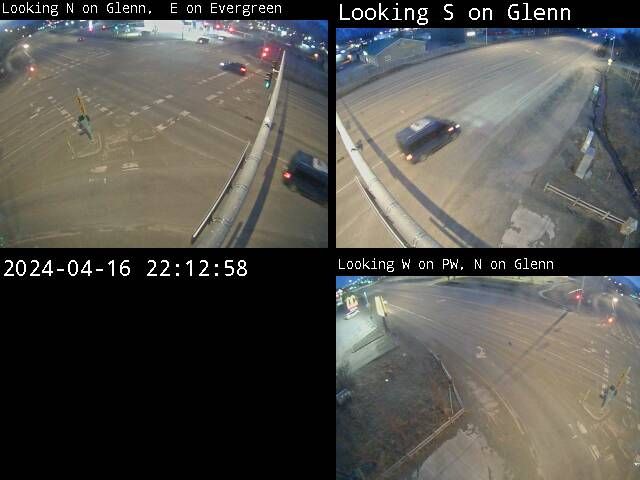 Looking N on Glenn,  E on Evergreen
Looking S on Glenn
2024-04-16 22:12:58
Looking W on PW, N on Glenn